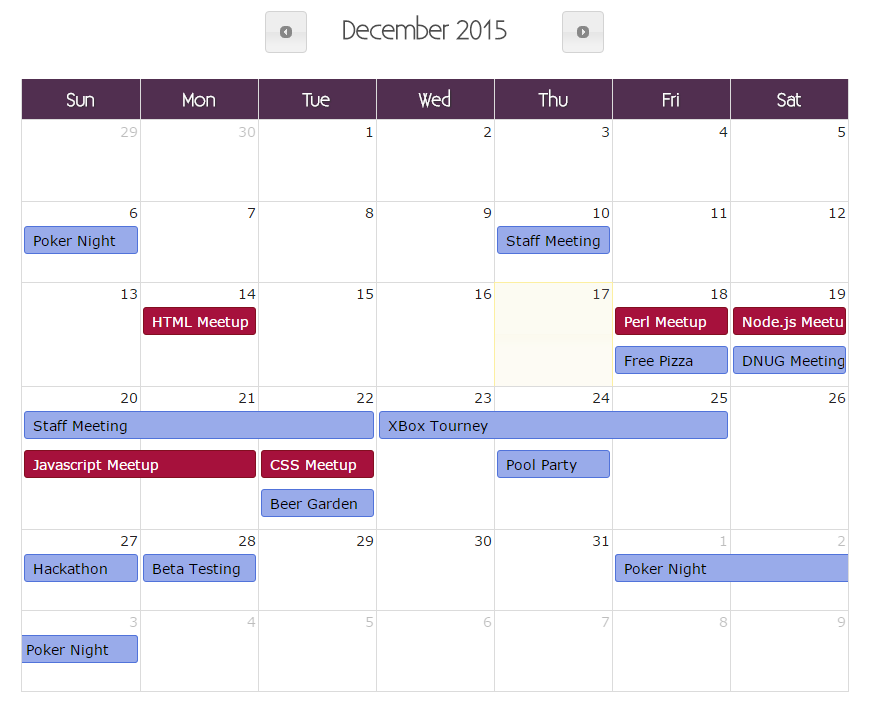 December 2015
Sun Mon Tue Wed Thu Fri Sat
29 30 1 2 3 4 5
6 7 8 9 10 11 12
Poker Night Staff Meeting
13 14 15 16 17 18 19
HTML Meetup Perl Meetup Node.js Meetu
Free Pizza DNUG Meeting
20 21 22 23 24 25 26
Staff Meeting XBox Tourney
Javascript Meetup CSS Meetup Pool Party
Beer Garden
27 28 29 30 31 1 2
Hackathon Beta Testing Poker Night
3 4 5 6 7 8 9
Poker Night